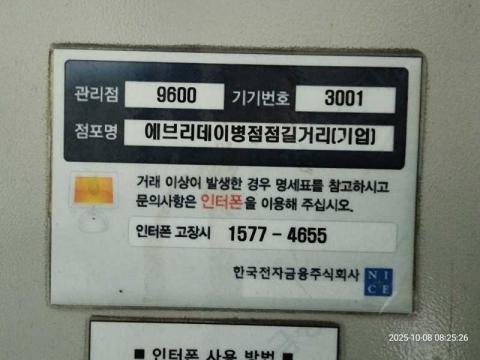 관리점 9600 기기번호 3001
점포명 에브리데이병점점길거리(기업)
거래 이상이 발생한 경우 명세표를 참고하시고
문의사항은 인터폰을 이용해 주십시오.
인터폰 고장시 1577-4655
한국전자금융주식회사 NICE
■ 인터폰 사용 방법 ■
2025-10-08 08:25:26